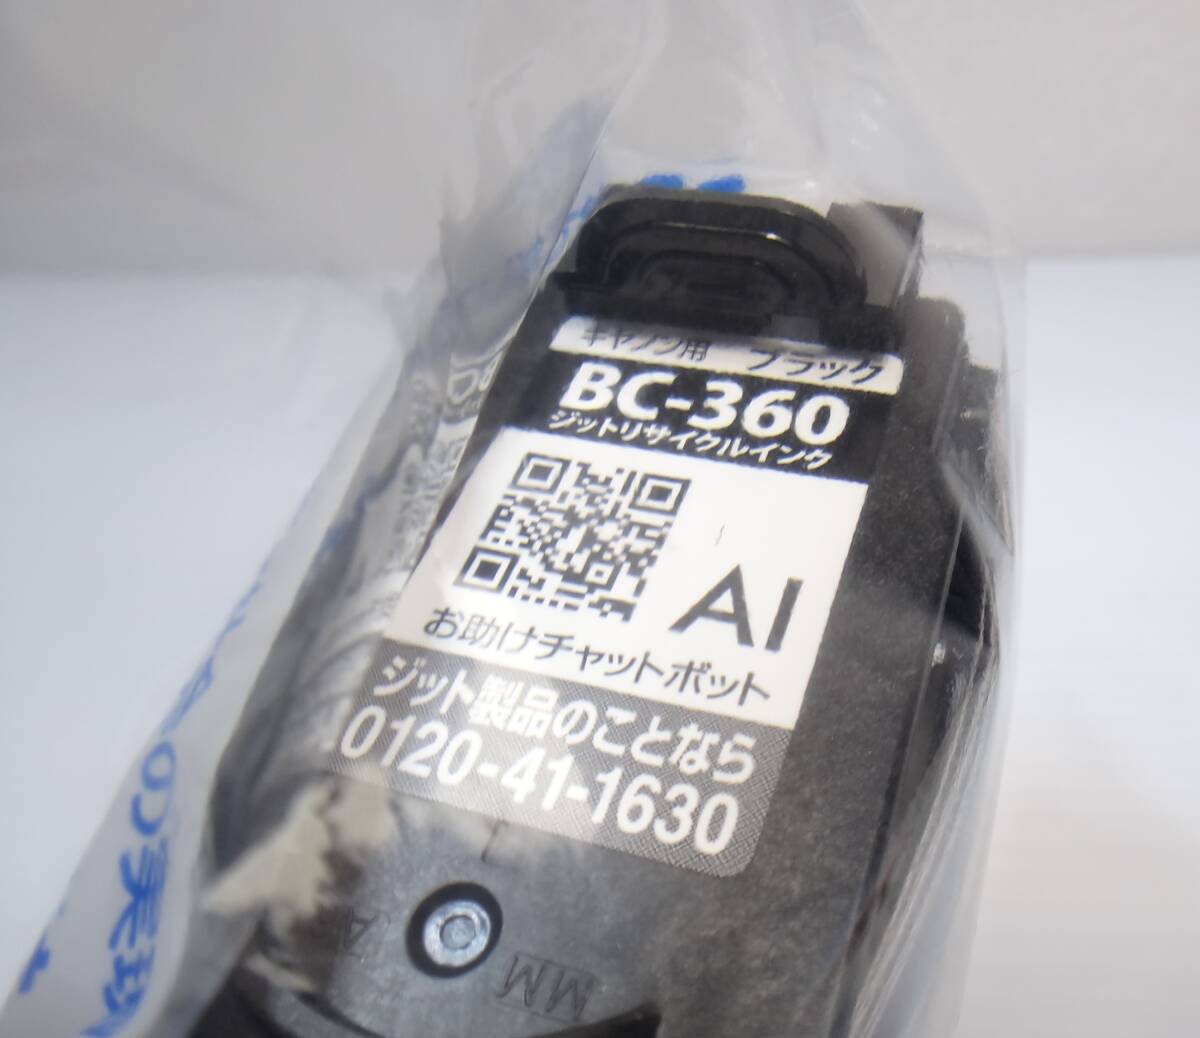 キヤノン用 ブラック
BC-360
ジットリサイクルインク
AI
お助けチャットボット
ジット製品のことなら
0120-41-1630
MM